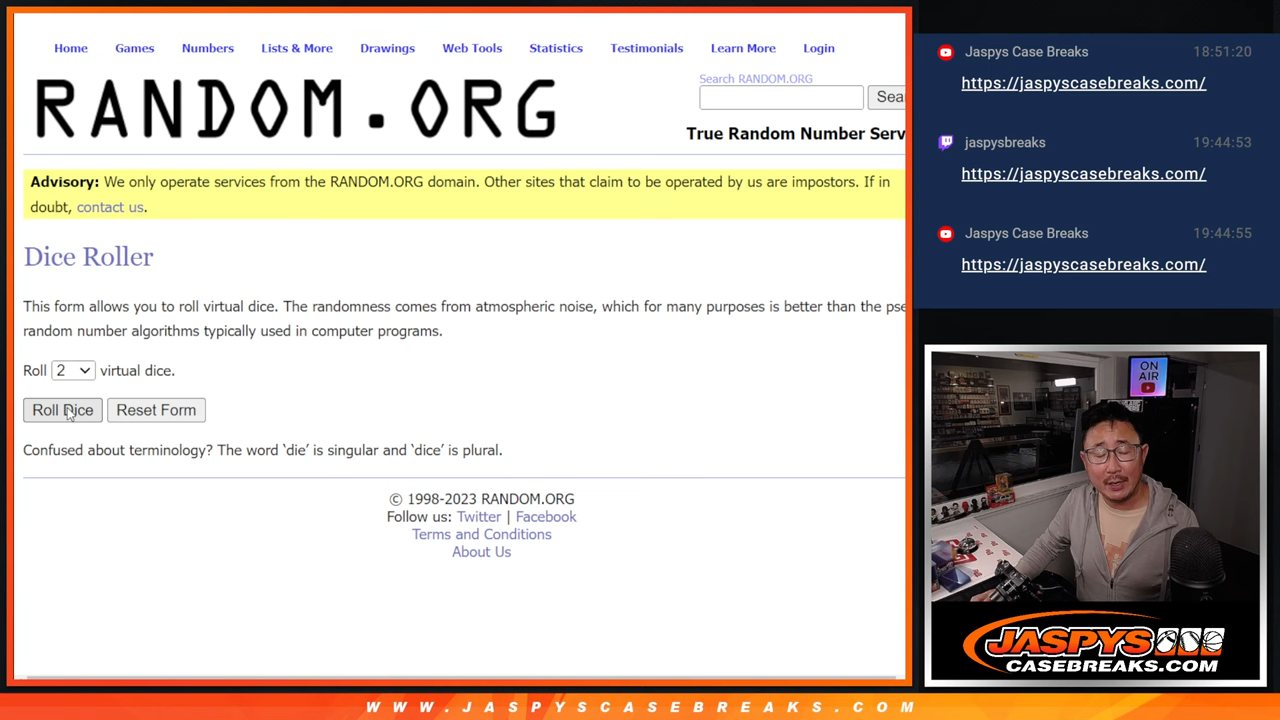 Home Games Numbers Lists & More Drawings Web Tools Statistics Testimonials Learn More Login
RANDOM.ORG
Search RANDOM.ORG
Sea
True Random Number Serv
Advisory: We only operate services from the RANDOM.ORG domain. Other sites that claim to be operated by us are impostors. If in
doubt, contact us.
Dice Roller
This form allows you to roll virtual dice. The randomness comes from atmospheric noise, which for many purposes is better than the pse
random number algorithms typically used in computer programs.
Roll 2 virtual dice.
Roll Dice Reset Form
Confused about terminology? The word ‘die’ is singular and ‘dice’ is plural.
© 1998-2023 RANDOM.ORG
Follow us: Twitter | Facebook
Terms and Conditions
About Us
Jaspys Case Breaks 18:51:20
https://jaspyscasebreaks.com/
jaspysbreaks 19:44:53
https://jaspyscasebreaks.com/
Jaspys Case Breaks 19:44:55
https://jaspyscasebreaks.com/
ON
AIR
JASPYS
CASEBREAKS.COM
WWW.JASPYSCASEBREAKS.COM